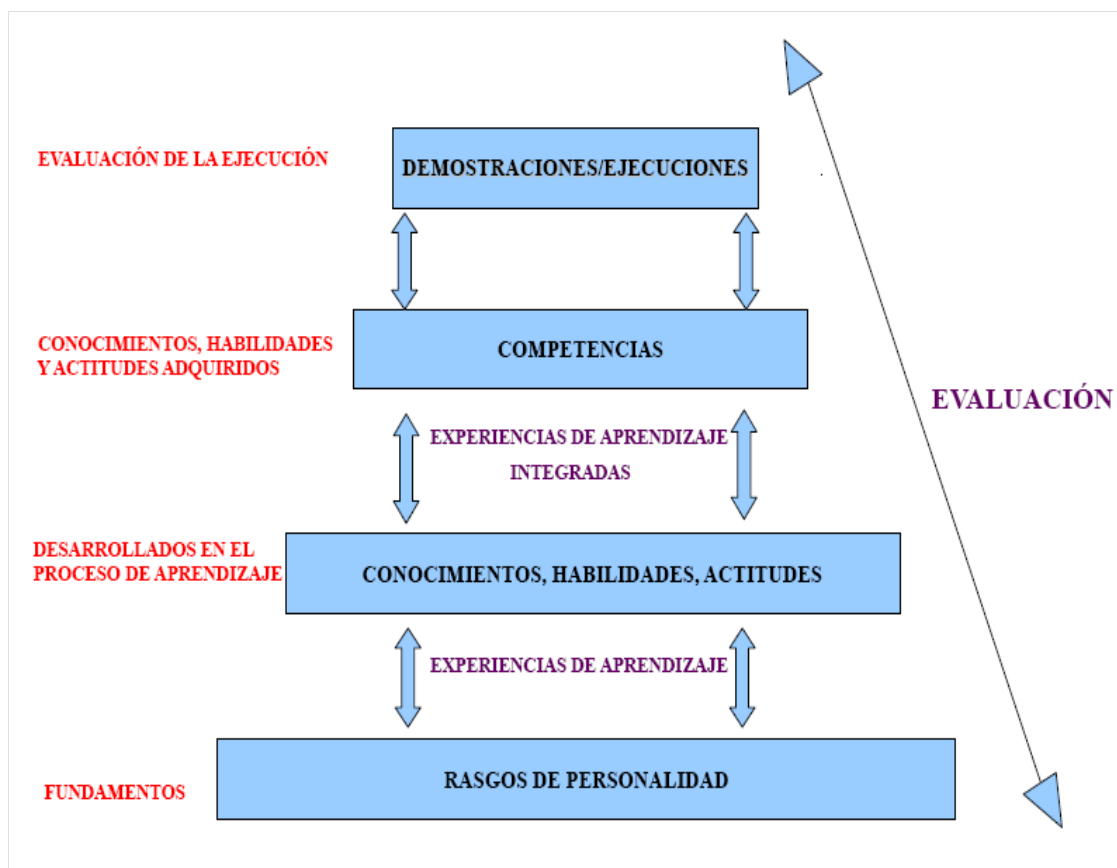 EVALUACIÓN DE LA EJECUCIÓN
DEMOSTRACIONES/EJECUCIONES
CONOCIMIENTOS, HABILIDADES
Y ACTITUDES ADQUIRIDOS
COMPETENCIAS
EVALUACIÓN
EXPERIENCIAS DE APRENDIZAJE
INTEGRADAS
DESARROLLADOS EN EL
PROCESO DE APRENDIZAJE
CONOCIMIENTOS, HABILIDADES, ACTITUDES
EXPERIENCIAS DE APRENDIZAJE
FUNDAMENTOS
RASGOS DE PERSONALIDAD